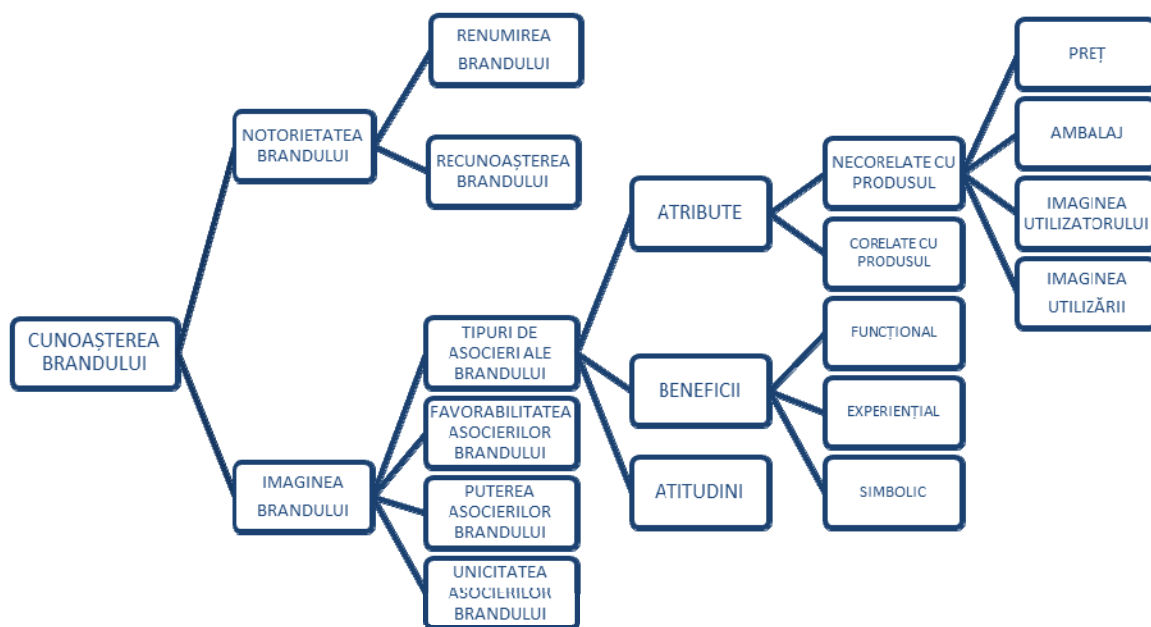 RENUMIREA
BRANDULUI
PREȚ
NOTORIETATEA
BRANDULUI
AMBALAJ
RECUNOAȘTEREA
BRANDULUI
NECORELATE CU
PRODUSUL
ATRIBUTE
IMAGINEA
UTILIZATORULUI
CORELATE CU
PRODUSUL
IMAGINEA
UTILIZĂRII
CUNOAȘTEREA
BRANDULUI
TIPURI DE
ASOCIERI ALE
BRANDULUI
FUNCȚIONAL
BENEFICII
FAVORABILITATEA
ASOCIERILOR
BRANDULUI
EXPERIENȚIAL
IMAGINEA
BRANDULUI
ATITUDINI
SIMBOLIC
PUTEREA
ASOCIERILOR
BRANDULUI
UNICITATEA
ASOCIERILOR
BRANDULUI